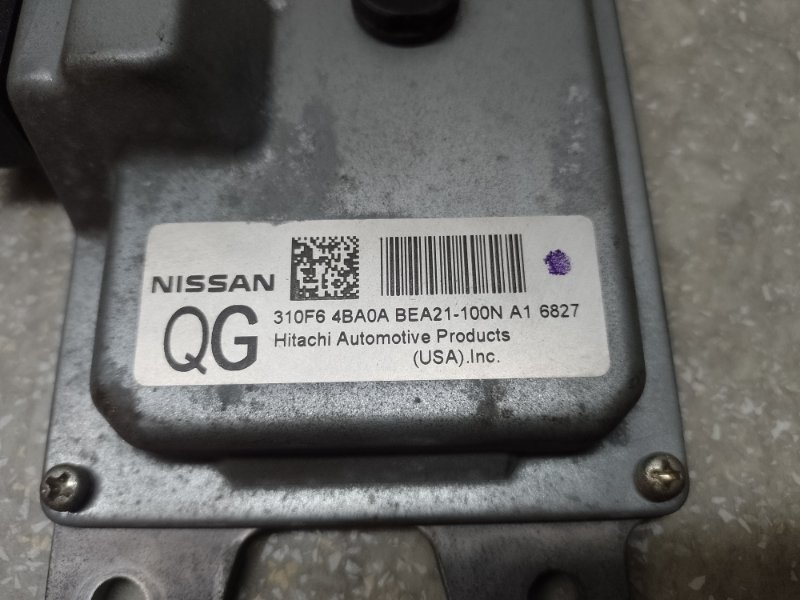 NISSAN
QG
310F6 4BA0A BEA21-100N A1 6827
Hitachi Automotive Products
(USA).Inc.